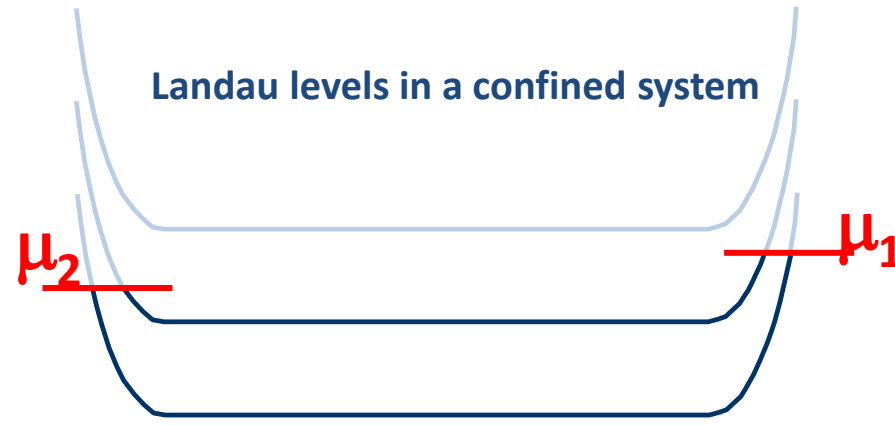 Landau levels in a confined system
μ₂
μ₁